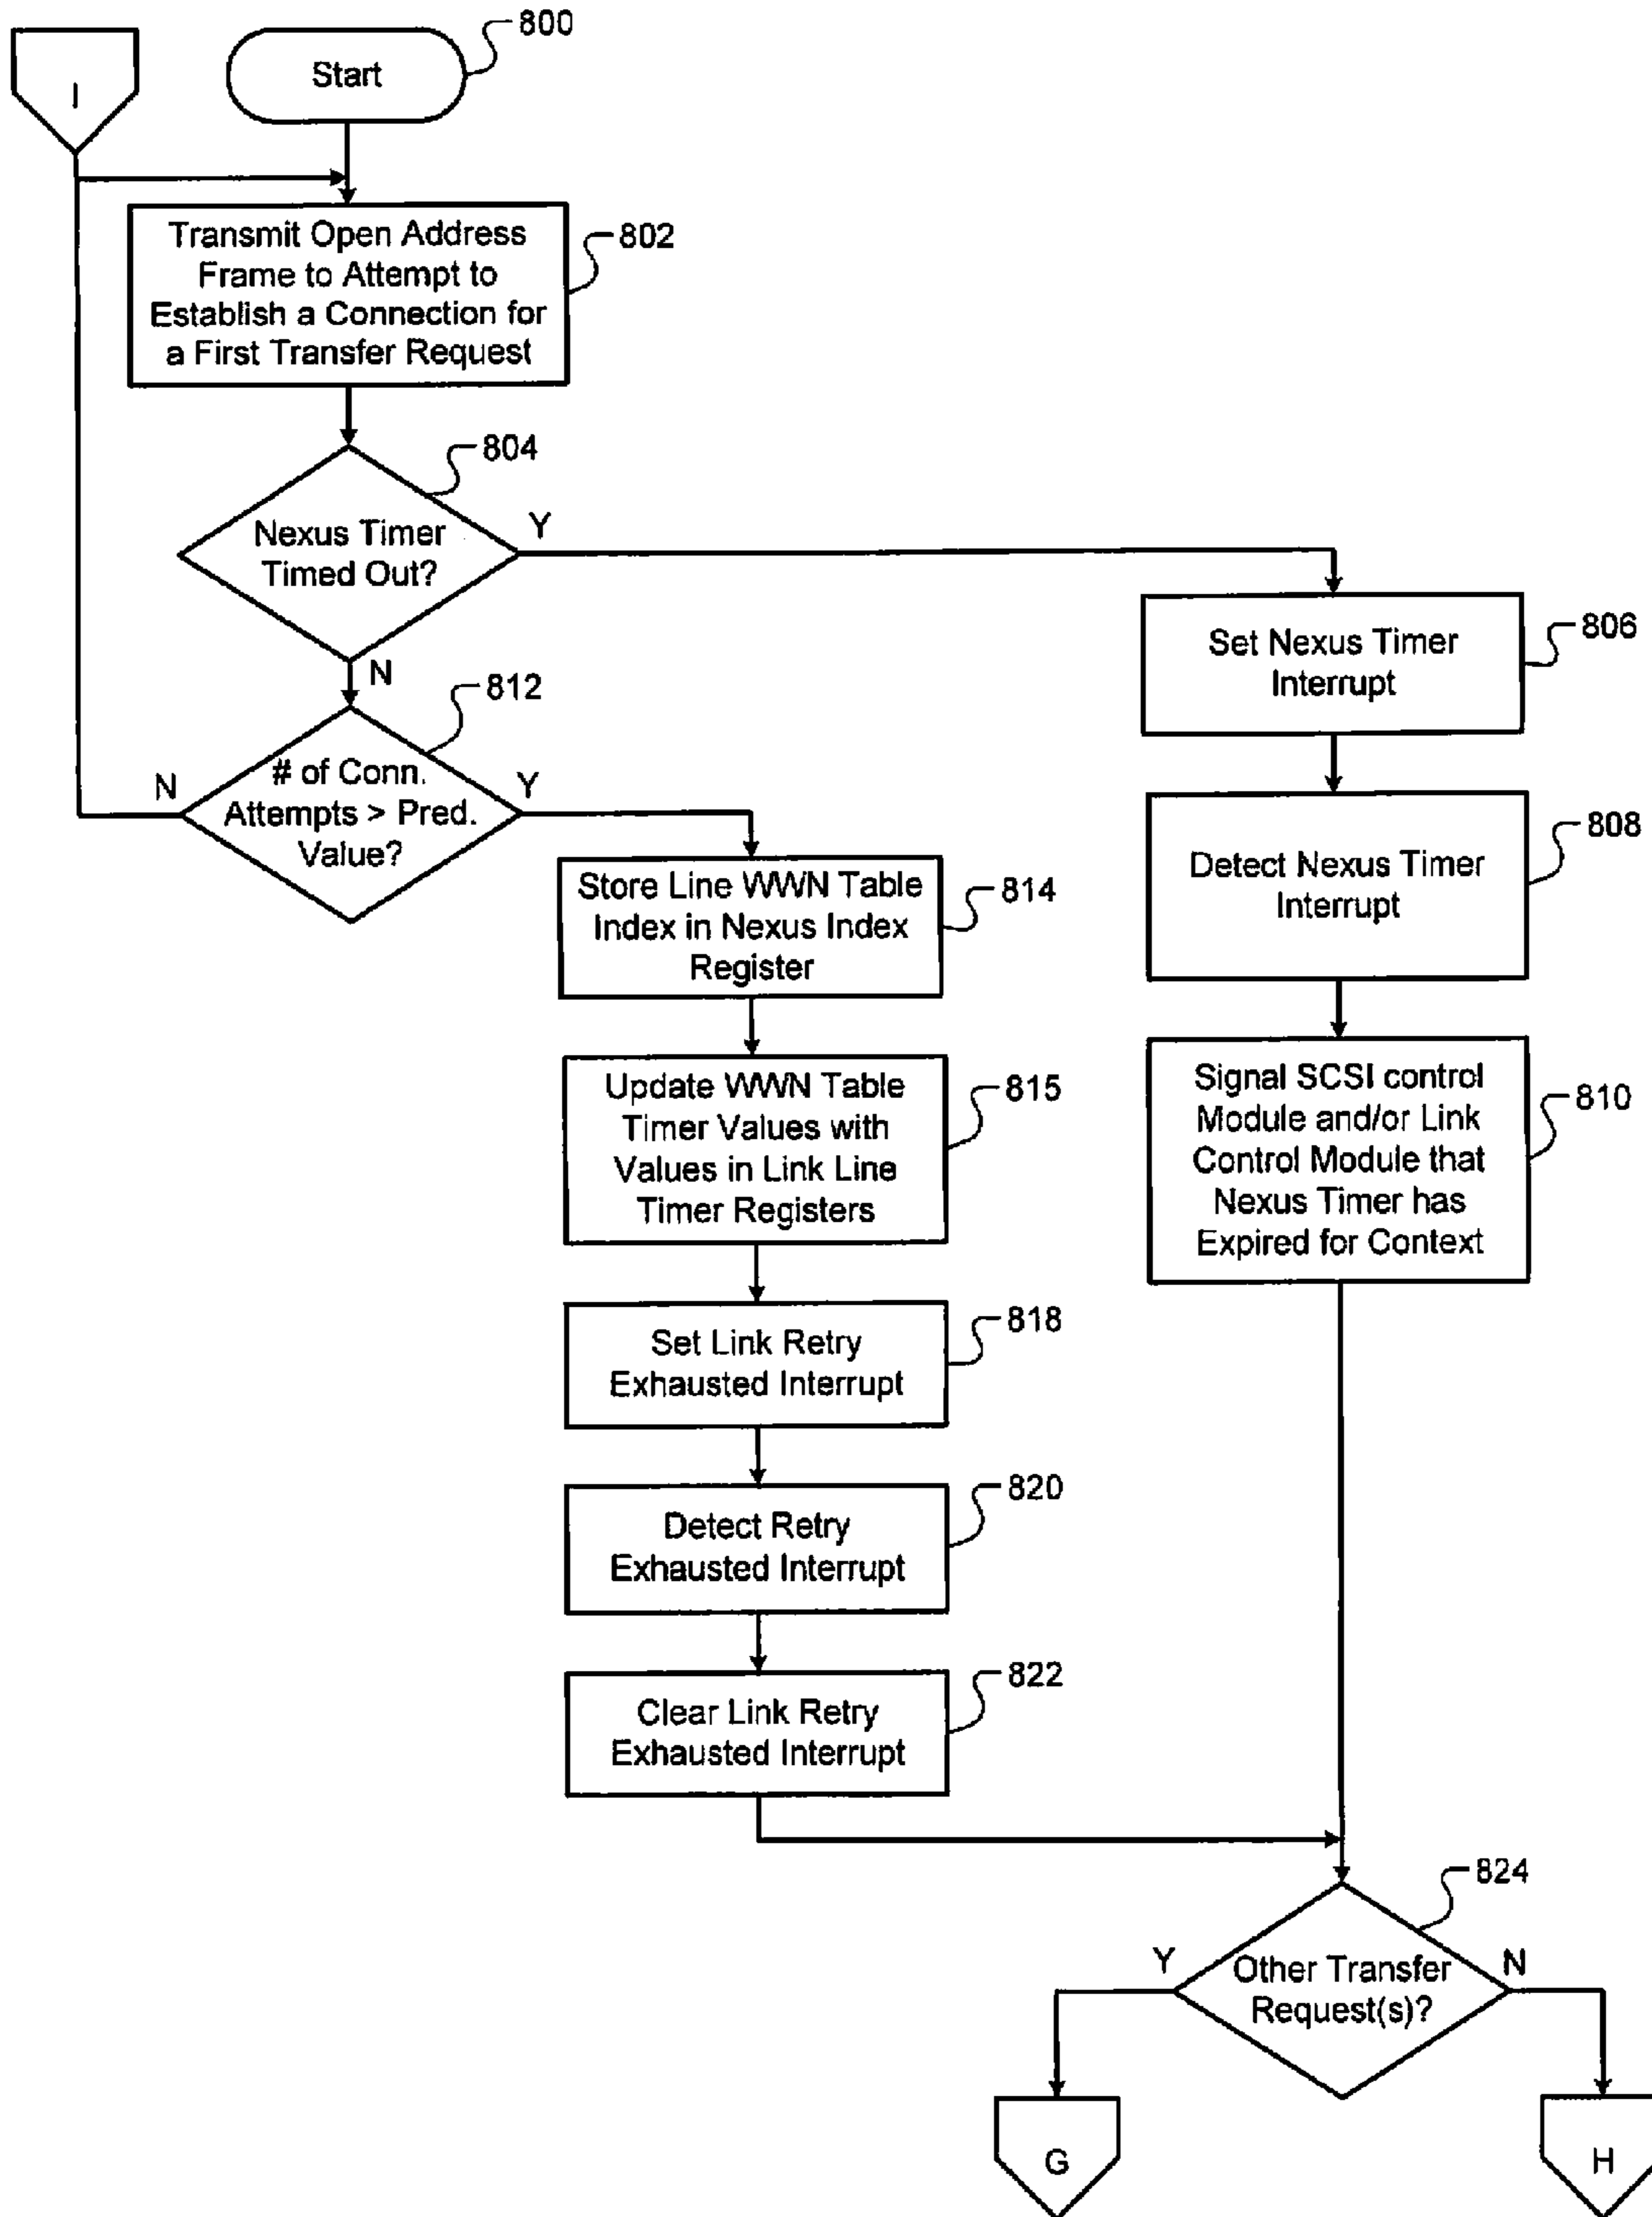 I
Start
800
Transmit Open Address
Frame to Attempt to
Establish a Connection for
a First Transfer Request
802
804
Nexus Timer
Timed Out?
Y
N
Set Nexus Timer
Interrupt
806
812
# of Conn.
Attempts > Pred.
Value?
N
Y
Detect Nexus Timer
Interrupt
808
Store Line WWN Table
Index in Nexus Index
Register
814
Signal SCSI control
Module and/or Link
Control Module that
Nexus Timer has
Expired for Context
810
Update WWN Table
Timer Values with
Values in Link Line
Timer Registers
815
Set Link Retry
Exhausted Interrupt
818
Detect Retry
Exhausted Interrupt
820
Clear Link Retry
Exhausted Interrupt
822
824
Other Transfer
Request(s)?
Y
N
G
H